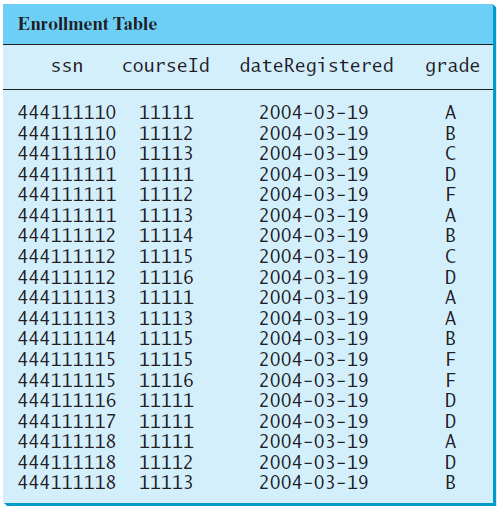 Enrollment Table
ssn courseId dateRegistered grade
444111110 11111 2004-03-19 A
444111110 11112 2004-03-19 B
444111110 11113 2004-03-19 C
444111111 11111 2004-03-19 D
444111111 11112 2004-03-19 F
444111111 11113 2004-03-19 A
444111112 11114 2004-03-19 B
444111112 11115 2004-03-19 C
444111112 11116 2004-03-19 D
444111113 11111 2004-03-19 A
444111113 11113 2004-03-19 A
444111114 11115 2004-03-19 B
444111115 11115 2004-03-19 F
444111115 11116 2004-03-19 F
444111116 11111 2004-03-19 D
444111117 11111 2004-03-19 D
444111118 11111 2004-03-19 A
444111118 11112 2004-03-19 D
444111118 11113 2004-03-19 B